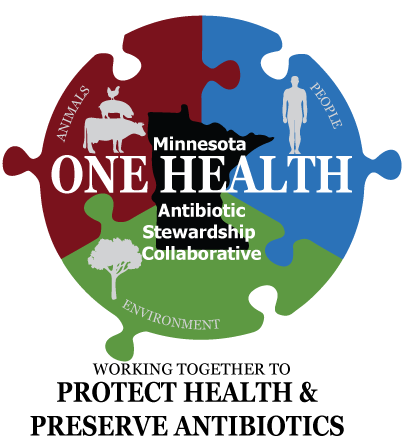 ANIMALS
PEOPLE
Minnesota
ONE HEALTH
Antibiotic
Stewardship
Collaborative
ENVIRONMENT
WORKING TOGETHER TO
PROTECT HEALTH &
PRESERVE ANTIBIOTICS